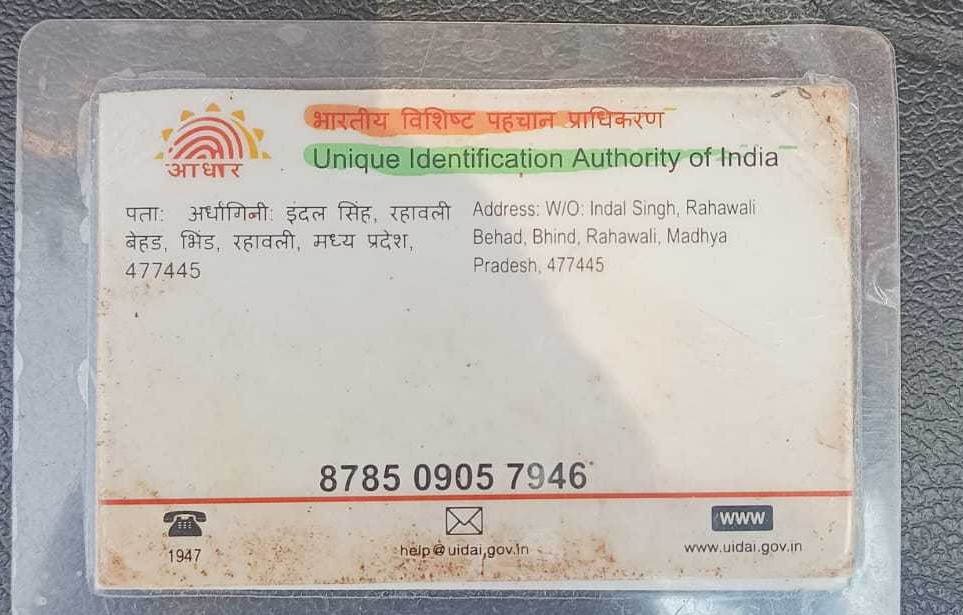 आधार
भारतीय विशिष्ट पहचान प्राधिकरण
Unique Identification Authority of India
पता: अर्धांगिनी: इंदल सिंह, रहावली
बेहड, भिंड, रहावली, मध्य प्रदेश,
477445
Address: W/O: Indal Singh, Rahawali
Behad, Bhind, Rahawali, Madhya
Pradesh, 477445
8785 0905 7946
1947
help@uidai.gov.in
www
www.uidai.gov.in